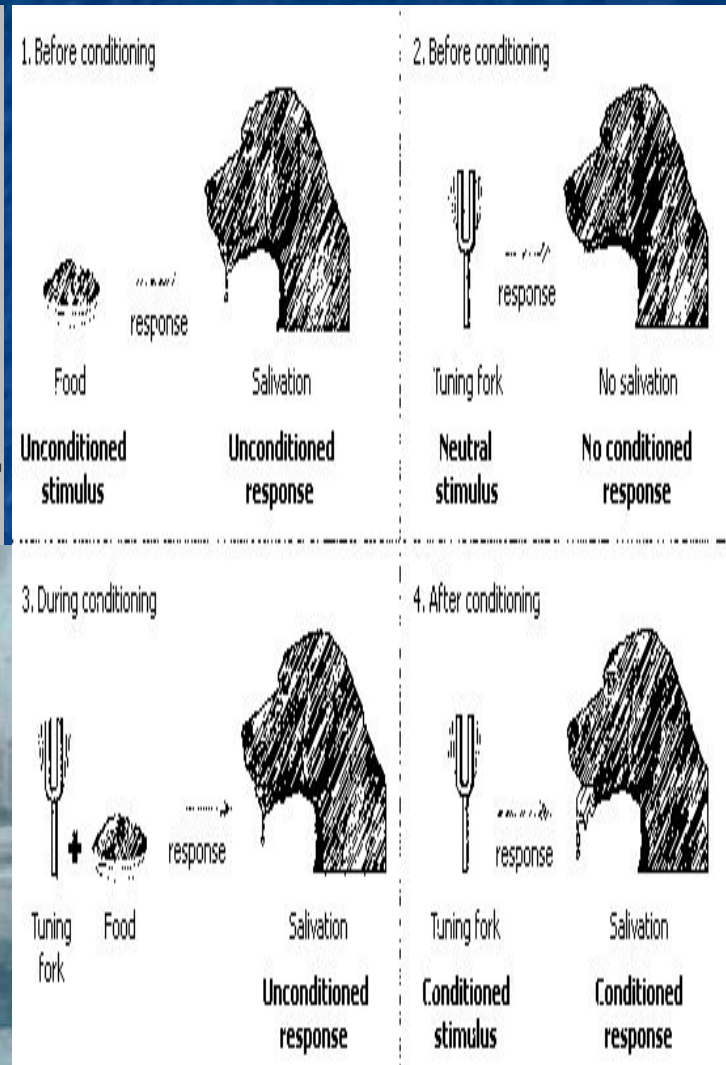 1. Before conditioning
response
Food
Salivation
Unconditioned
stimulus
Unconditioned
response
2. Before conditioning
response
Tuning fork
No salivation
Neutral
stimulus
No conditioned
response
3. During conditioning
response
Tuning
fork
Food
Salivation
Unconditioned
response
4. After conditioning
response
Tuning fork
Salivation
Conditioned
stimulus
Conditioned
response